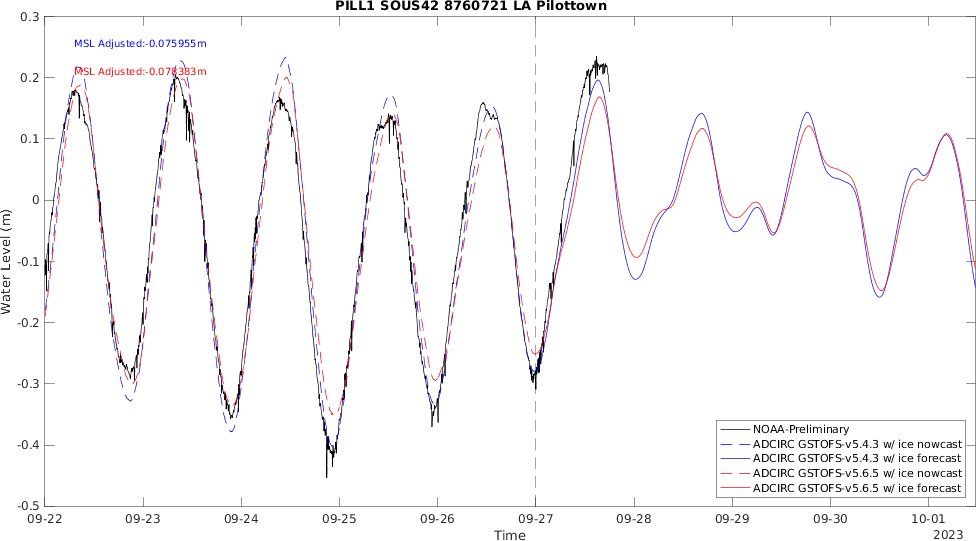 PILL1 SOUS42 8760721 LA Pilottown
MSL Adjusted:-0.075955m
MSL Adjusted:-0.078383m
0.3
0.2
0.1
0
-0.1
-0.2
-0.3
-0.4
-0.5
Water Level (m)
NOAA-Preliminary
ADCIRC GSTOFS-v5.4.3 w/ ice nowcast
ADCIRC GSTOFS-v5.4.3 w/ ice forecast
ADCIRC GSTOFS-v5.6.5 w/ ice nowcast
ADCIRC GSTOFS-v5.6.5 w/ ice forecast
09-22 09-23 09-24 09-25 09-26 09-27 09-28 09-29 09-30 10-01
Time
2023